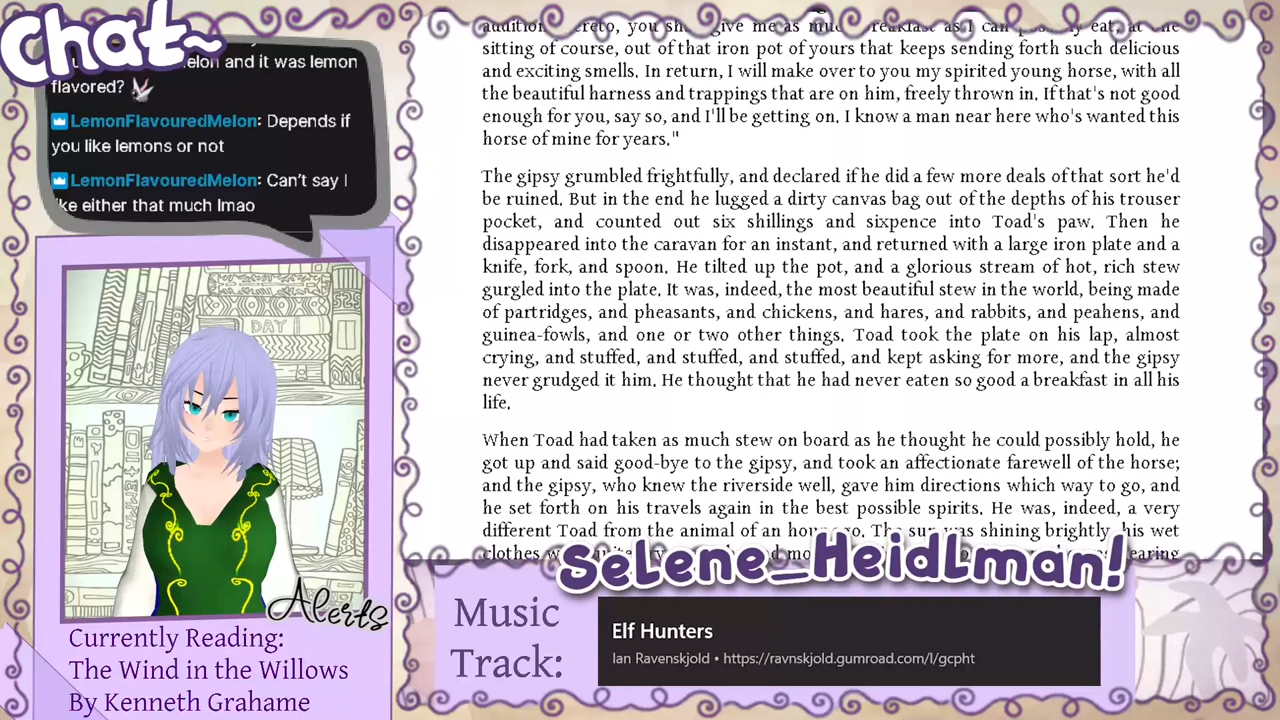 Chat~
elon and it was lemon
flavored?
LemonFlavouredMelon: Depends if
you like lemons or not
LemonFlavouredMelon: Can't say I
like either that much lmao
DAY
Alerts
Currently Reading:
The Wind in the Willows
By Kenneth Grahame
sitting of course, out of that iron pot of yours that keeps sending forth such delicious
and exciting smells. In return, I will make over to you my spirited young horse, with all
the beautiful harness and trappings that are on him, freely thrown in. If that's not good
enough for you, say so, and I'll be getting on. I know a man near here who's wanted this
horse of mine for years."
The gipsy grumbled frightfully, and declared if he did a few more deals of that sort he'd
be ruined. But in the end he lugged a dirty canvas bag out of the depths of his trouser
pocket, and counted out six shillings and sixpence into Toad's paw. Then he
disappeared into the caravan for an instant, and returned with a large iron plate and a
knife, fork, and spoon. He tilted up the pot, and a glorious stream of hot, rich stew
gurgled into the plate. It was, indeed, the most beautiful stew in the world, being made
of partridges, and pheasants, and chickens, and hares, and rabbits, and peahens, and
guinea-fowls, and one or two other things. Toad took the plate on his lap, almost
crying, and stuffed, and stuffed, and stuffed, and kept asking for more, and the gipsy
never grudged it him. He thought that he had never eaten so good a breakfast in all his
life.
When Toad had taken as much stew on board as he thought he could possibly hold, he
got up and said good-bye to the gipsy, and took an affectionate farewell of the horse;
and the gipsy, who knew the riverside well, gave him directions which way to go, and
he set forth on his travels again in the best possible spirits. He was, indeed, a very
different Toad from the animal of an hour ago. The sun was shining brightly, his wet
clothes
Selene_Heidlman!
Music
Track:
Elf Hunters
Ian Ravenskjold • https://ravnskjold.gumroad.com/l/gcpht